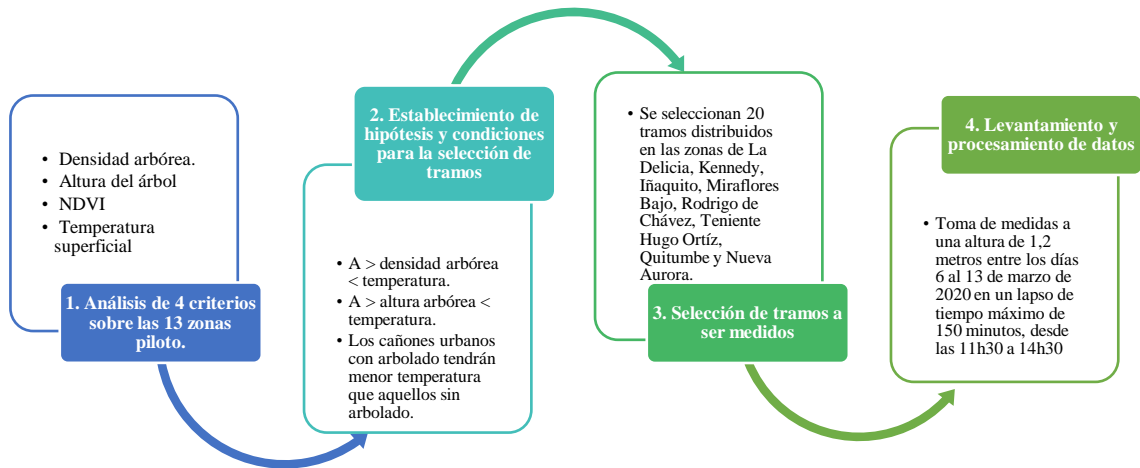 • Densidad arbórea.
• Altura del árbol
• NDVI
• Temperatura
superficial
1. Análisis de 4 criterios
sobre las 13 zonas
piloto.
2. Establecimiento de
hipótesis y condiciones
para la selección de
tramos
• A > densidad arbórea
< temperatura.
• A > altura arbórea <
temperatura.
• Los cañones urbanos
con arbolado tendrán
menor temperatura
que aquellos sin
arbolado.
• Se seleccionan 20
tramos distribuidos
en las zonas de La
Delicia, Kennedy,
Iñaquito, Miraflores
Bajo, Rodrigo de
Chávez, Teniente
Hugo Ortíz,
Quitumbe y Nueva
Aurora.
3. Selección de tramos a
ser medidos
4. Levantamiento y
procesamiento de datos
• Toma de medidas a
una altura de 1,2
metros entre los días
6 al 13 de marzo de
2020 en un lapso de
tiempo máximo de
150 minutos, desde
las 11h30 a 14h30